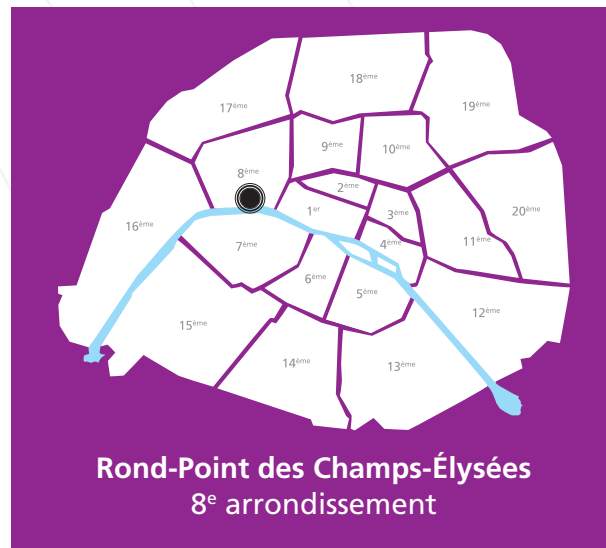 18ème
17ème
19ème
9ème
10ème
8ème
2ème
1er
3ème
20ème
16ème
11ème
7ème
4ème
6ème
5ème
12ème
15ème
14ème
13ème
Rond-Point des Champs-Élysées
8e arrondissement